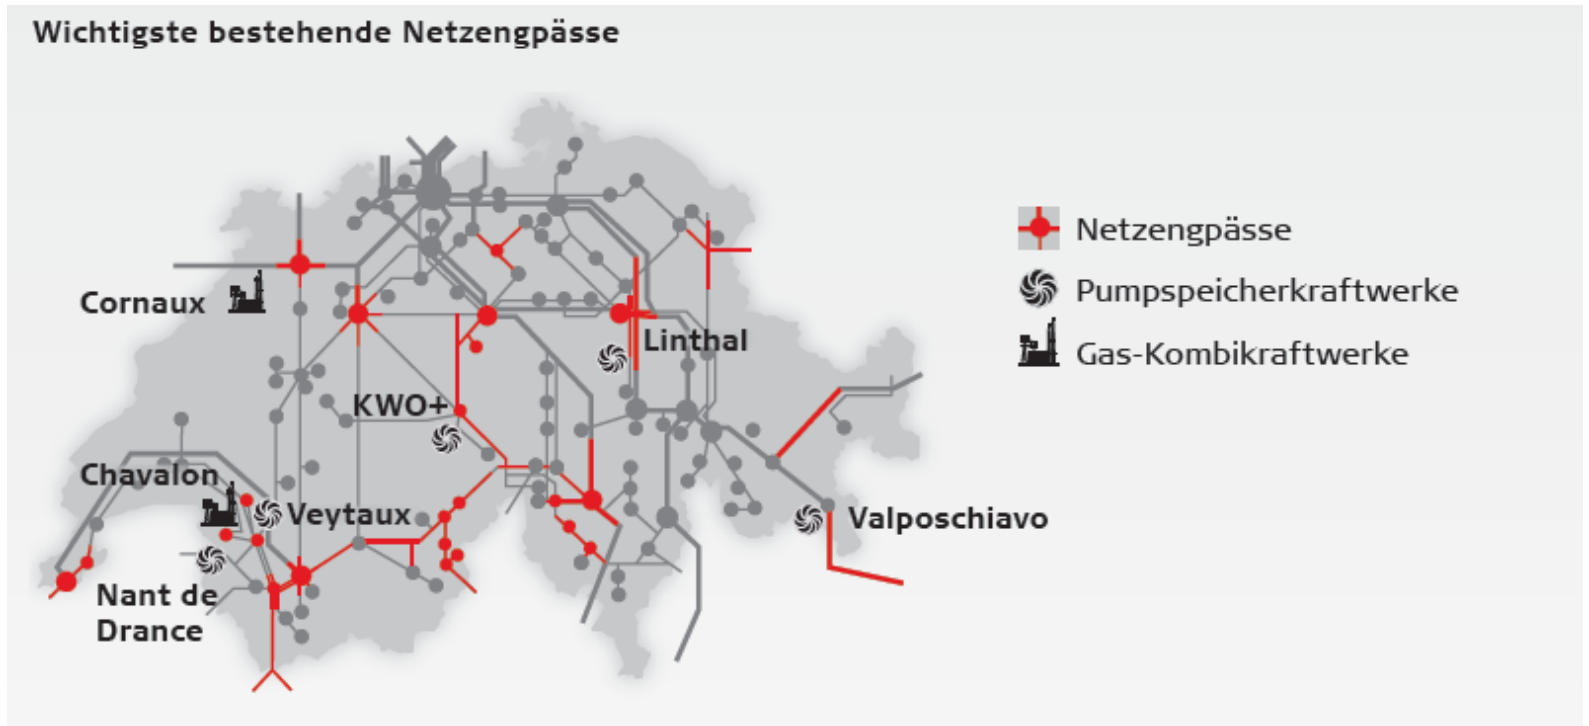 Wichtigste bestehende Netzengpässe
Netzengpässe
Cornaux
Pumpspeicherkraftwerke
Linthal
Gas-Kombikraftwerke
KWO+
Chavalon
Veytaux
Valposchiavo
Nant de
Drance